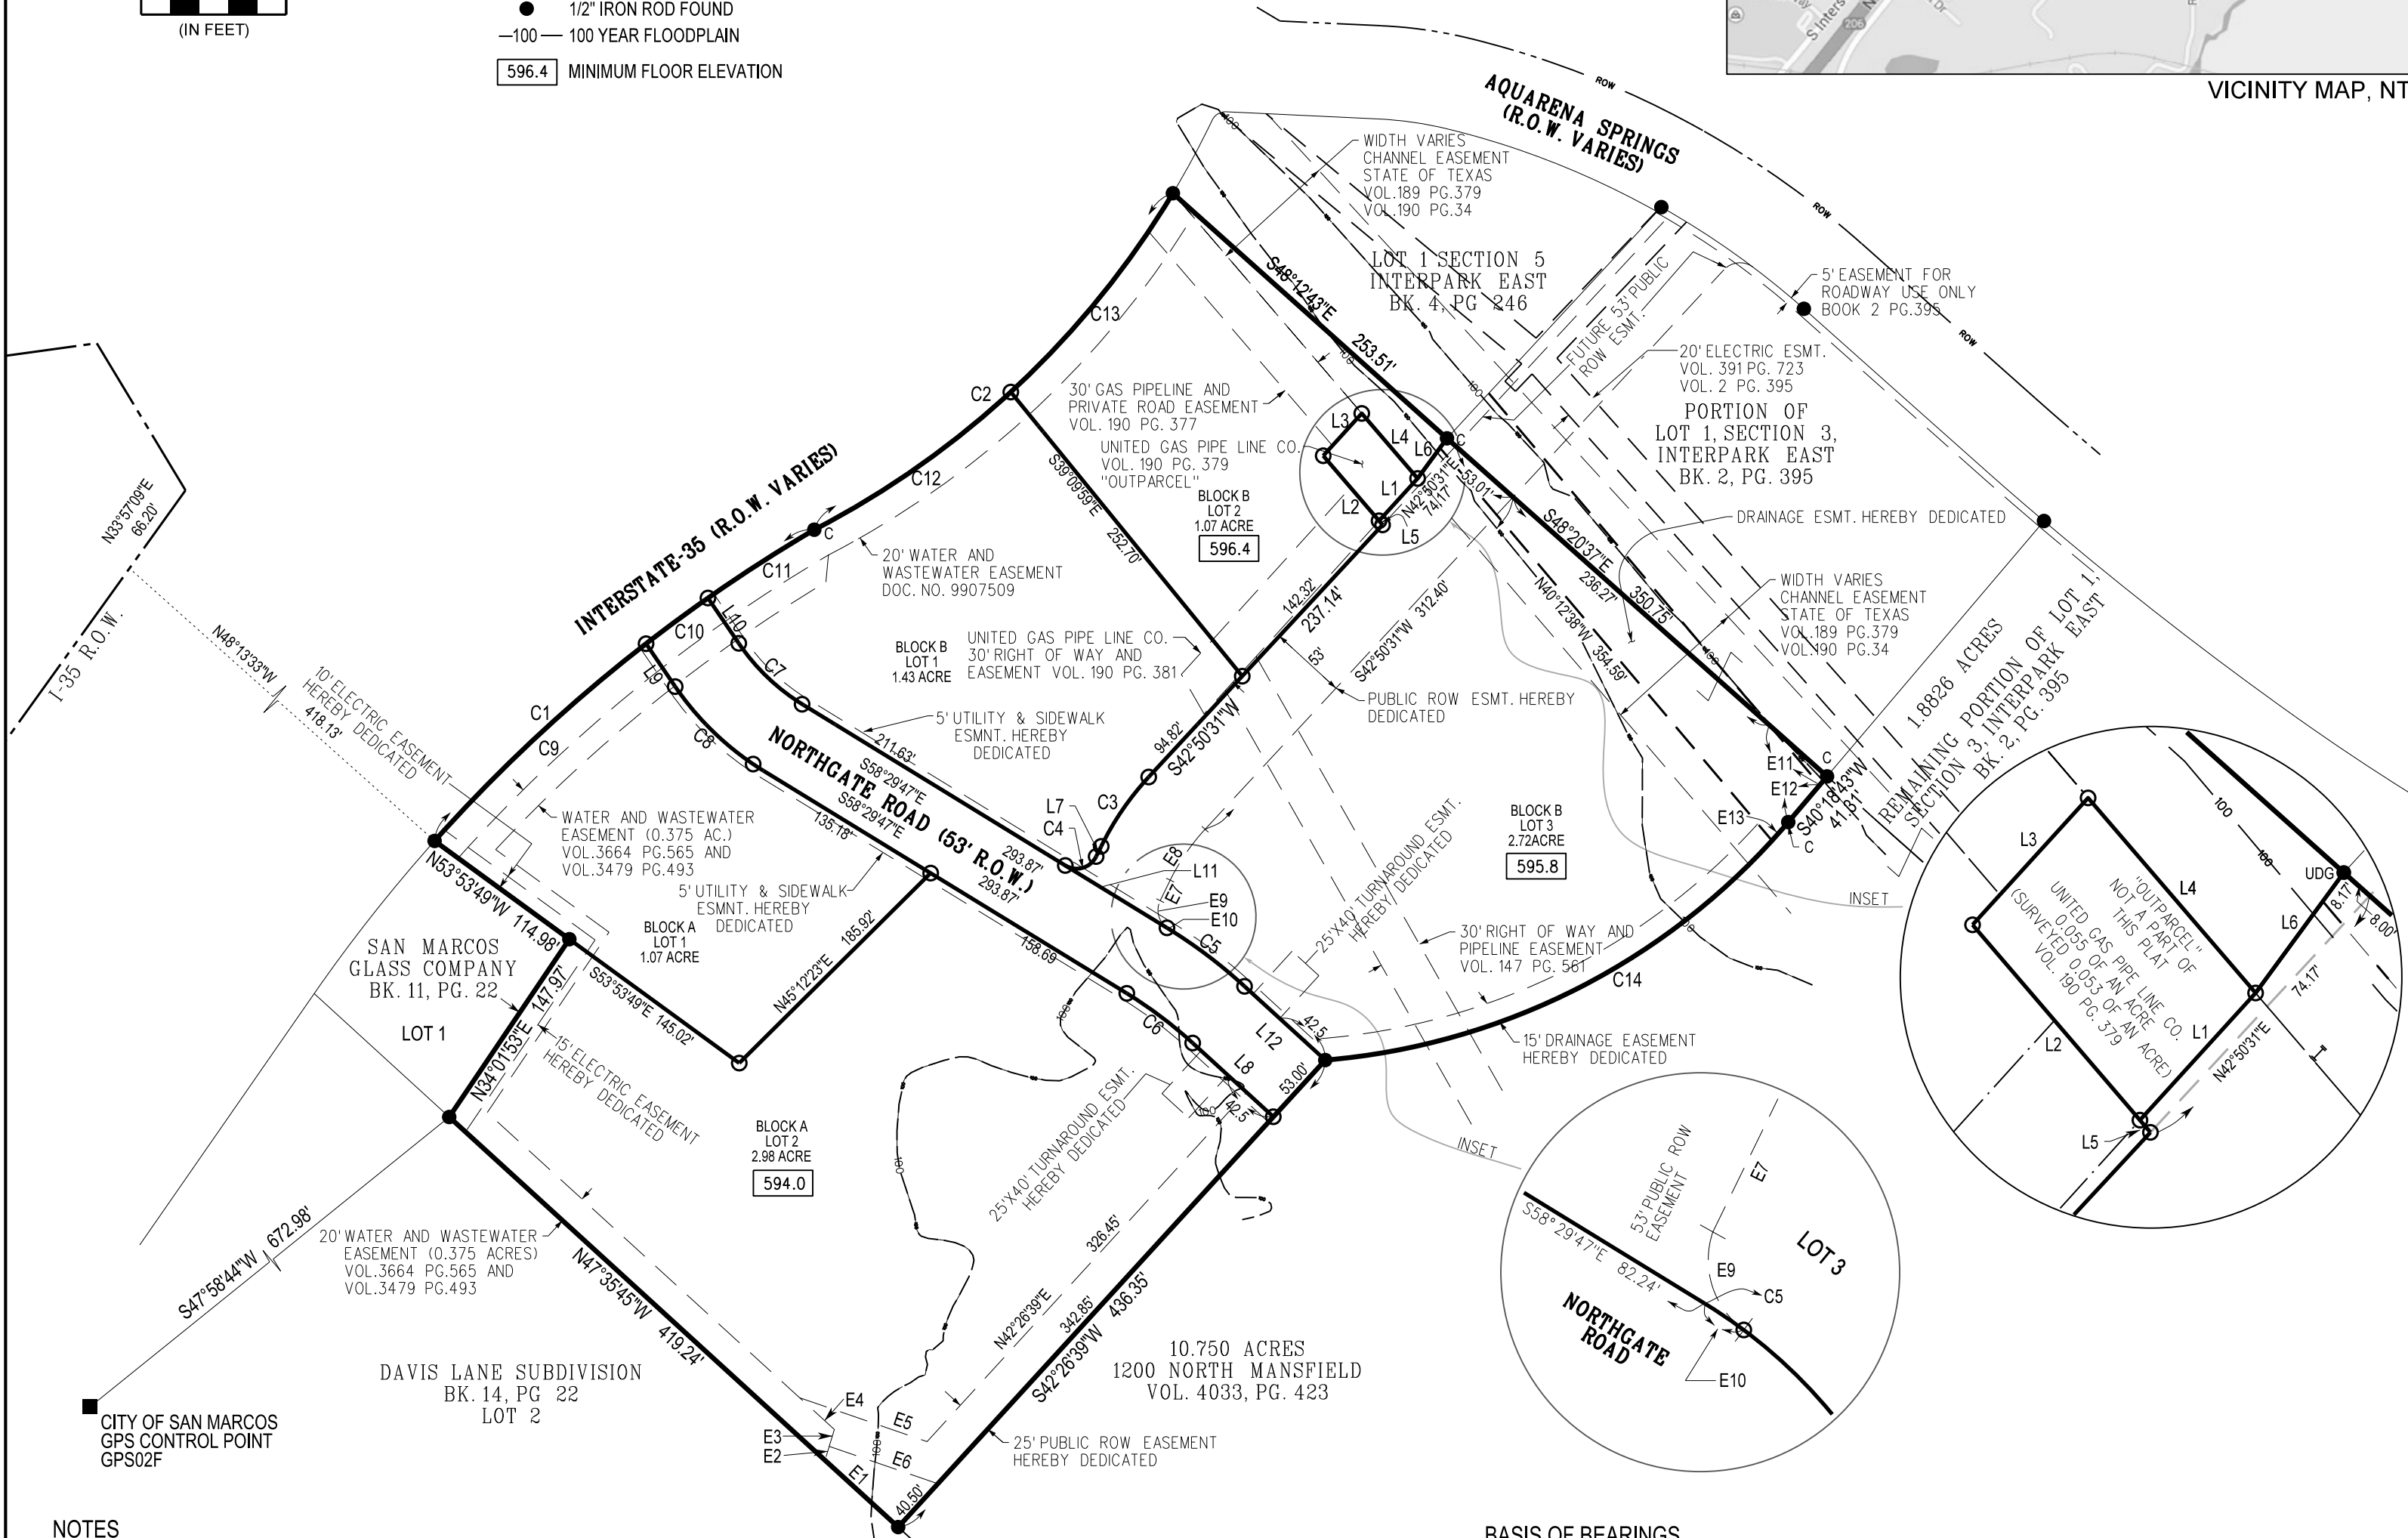 (IN FEET)
1/2" IRON ROD FOUND
—100— 100 YEAR FLOODPLAIN
596.4 MINIMUM FLOOR ELEVATION
206
VICINITY MAP, NT
ROW
AQUARENA SPRINGS
(R.O.W. VARIES)
ROW
ROW
WIDTH VARIES
CHANNEL EASEMENT
STATE OF TEXAS
VOL.189 PG.379
VOL.190 PG.34
LOT 1 SECTION 5
INTERPARK EAST
BK. 4, PG 246
S48°12'43"E
253.51'
FUTURE 53' PUBLIC
ROW ESMT.
5' EASEMENT FOR
ROADWAY USE ONLY
BOOK 2 PG.395
20' ELECTRIC ESMT.
VOL. 391 PG. 723
VOL. 2 PG. 395
PORTION OF
LOT 1, SECTION 3,
INTERPARK EAST
BK. 2, PG. 395
DRAINAGE ESMT. HEREBY DEDICATED
WIDTH VARIES
CHANNEL EASEMENT
STATE OF TEXAS
VOL.189 PG.379
VOL.190 PG.34
1.8826 ACRES
REMAINING PORTION OF LOT 1,
SECTION 3, INTERPARK EAST
BK. 2, PG. 395
C13
C2
C12
30' GAS PIPELINE AND
PRIVATE ROAD EASEMENT
VOL. 190 PG. 377
UNITED GAS PIPE LINE CO.
VOL. 190 PG. 379
"OUTPARCEL"
BLOCK B
LOT 2
1.07 ACRE
596.4
L3
L4
L6
L1
L2
L5
C
N42°50'31"E
74.17'
53.01'
S48°20'37"E
236.27'
350.75'
N40°12'38"W 354.59'
S39°09'59"E
252.70'
INTERSTATE-35 (R.O.W. VARIES)
C
C11
20' WATER AND
WASTEWATER EASEMENT
DOC. NO. 9907509
142.32'
237.14'
S42°50'31"W 312.40'
53'
BLOCK B
LOT 1
1.43 ACRE
UNITED GAS PIPE LINE CO.
30' RIGHT OF WAY AND
EASEMENT VOL. 190 PG. 381
PUBLIC ROW ESMT. HEREBY
DEDICATED
N33°57'09"E
66.20'
I-35 R.O.W.
N48°13'33"W
418.13'
10' ELECTRIC EASEMENT
HEREBY DEDICATED
C10
L10
L9
C7
C8
C1
C9
5' UTILITY & SIDEWALK
ESMNT. HEREBY
DEDICATED
94.82'
S42°50'31"W
C3
L7
C4
211.63'
S58°29'47"E
NORTHGATE ROAD (53' R.O.W.)
S58°29'47"E
135.18'
293.87'
293.87'
158.69
WATER AND WASTEWATER
EASEMENT (0.375 AC.)
VOL.3664 PG.565 AND
VOL.3479 PG.493
5' UTILITY & SIDEWALK
ESMNT. HEREBY
DEDICATED
BLOCK A
LOT 1
1.07 ACRE
N53°53'49"W 114.98'
SAN MARCOS
GLASS COMPANY
BK. 11, PG. 22
LOT 1
N34°01'53"E 147.97'
15' ELECTRIC EASEMENT
HEREBY DEDICATED
S53°53'49"E 145.02'
N45°12'23"E
185.92'
L11
E8
E7
E9
E10
C5
C6
L12
L8
42.5
42.5
53.00'
25'X40' TURNAROUND ESMT.
HEREBY DEDICATED
BLOCK B
LOT 3
2.72ACRE
595.8
E11
E12
E13
C
C
S40°18'43"W
41.31'
30' RIGHT OF WAY AND
PIPELINE EASEMENT
VOL. 147 PG. 561
C14
15' DRAINAGE EASEMENT
HEREBY DEDICATED
INSET
BLOCK A
LOT 2
2.98 ACRE
594.0
25'X40' TURNAROUND ESMT.
HEREBY DEDICATED
INSET
20' WATER AND WASTEWATER
EASEMENT (0.375 ACRES)
VOL.3664 PG.565 AND
VOL.3479 PG.493
S47°58'44"W 672.98'
N47°35'45"W 419.24'
326.45'
N42°26'39"E
342.85'
S42°26'39"W 436.35'
10.750 ACRES
1200 NORTH MANSFIELD
VOL. 4033, PG. 423
DAVIS LANE SUBDIVISION
BK. 14, PG 22
LOT 2
CITY OF SAN MARCOS
GPS CONTROL POINT
GPS02F
E4
E5
E3
E2
E6
E1
40.50'
25' PUBLIC ROW EASEMENT
HEREBY DEDICATED
53' PUBLIC ROW
EASEMENT
E7
LOT 3
S58°29'47"E 82.24'
E9
C5
NORTHGATE
ROAD
E10
100
100
UDG
8.17'
8.00'
L3
L4
L6
"OUTPARCEL"
NOT A PART OF
THIS PLAT
UNITED GAS PIPE LINE CO.
0.055 OF AN ACRE
(SURVEYED 0.053 OF AN ACRE)
VOL. 190 PG. 379
L2
L1
74.17'
N42°50'31"E
L5
NOTES
BASIS OF BEARINGS